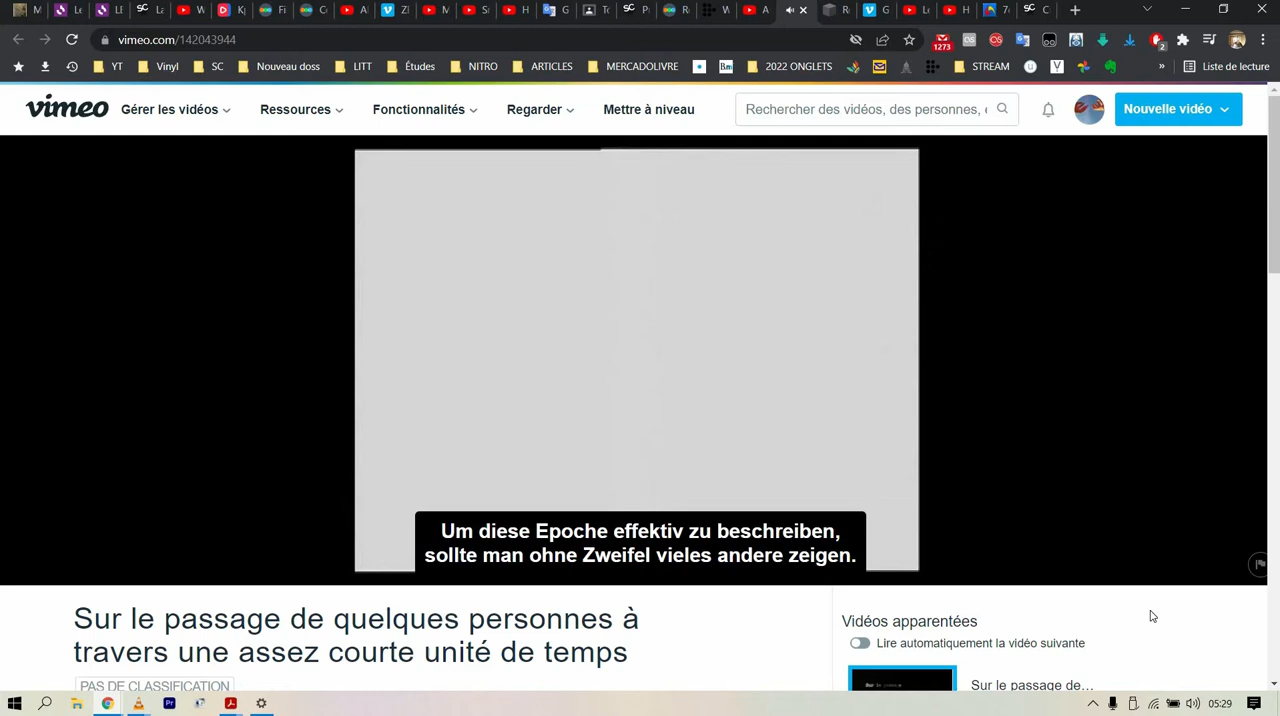 vimeo.com/142043944
1273
2
YT
Vinyl
SC
Nouveau doss
LITT
Études
NITRO
ARTICLES
MERCADOLIVRE
2022 ONGLETS
STREAM
»
Liste de lecture
vimeo
Gérer les vidéos
Ressources
Fonctionnalités
Regarder
Mettre à niveau
Rechercher des vidéos, des personnes,
Nouvelle vidéo
Um diese Epoche effektiv zu beschreiben,
sollte man ohne Zweifel vieles andere zeigen.
Sur le passage de quelques personnes à
travers une assez courte unité de temps
PAS DE CLASSIFICATION
Vidéos apparentées
Lire automatiquement la vidéo suivante
Sur le passage de...
05:29